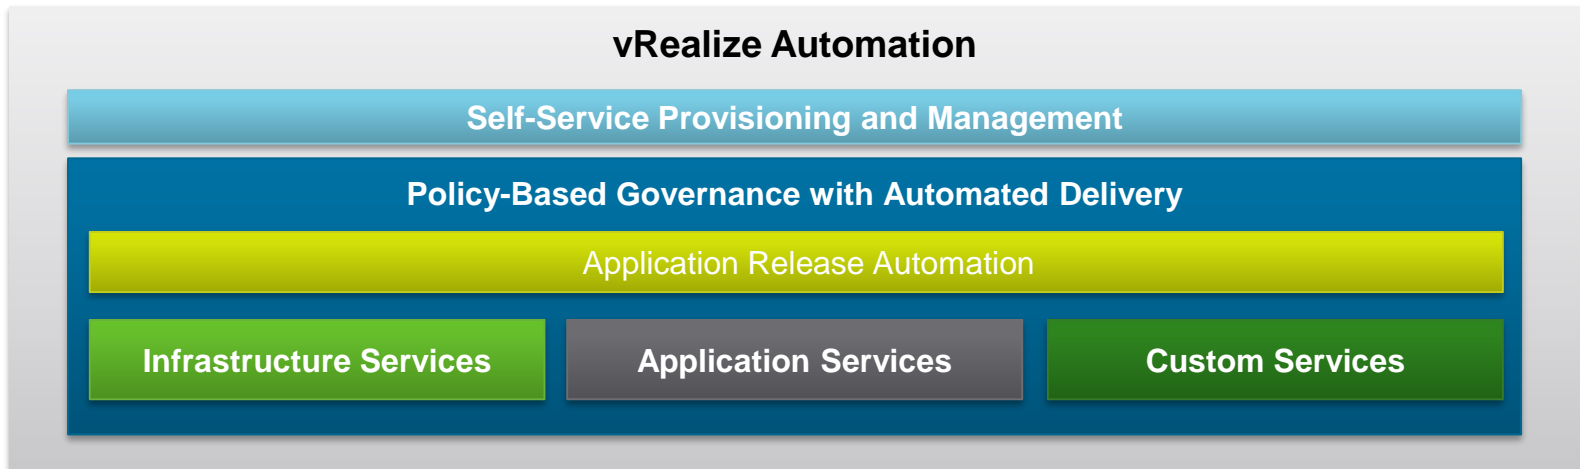 vRealize Automation
Self-Service Provisioning and Management
Policy-Based Governance with Automated Delivery
Application Release Automation
Infrastructure Services
Application Services
Custom Services